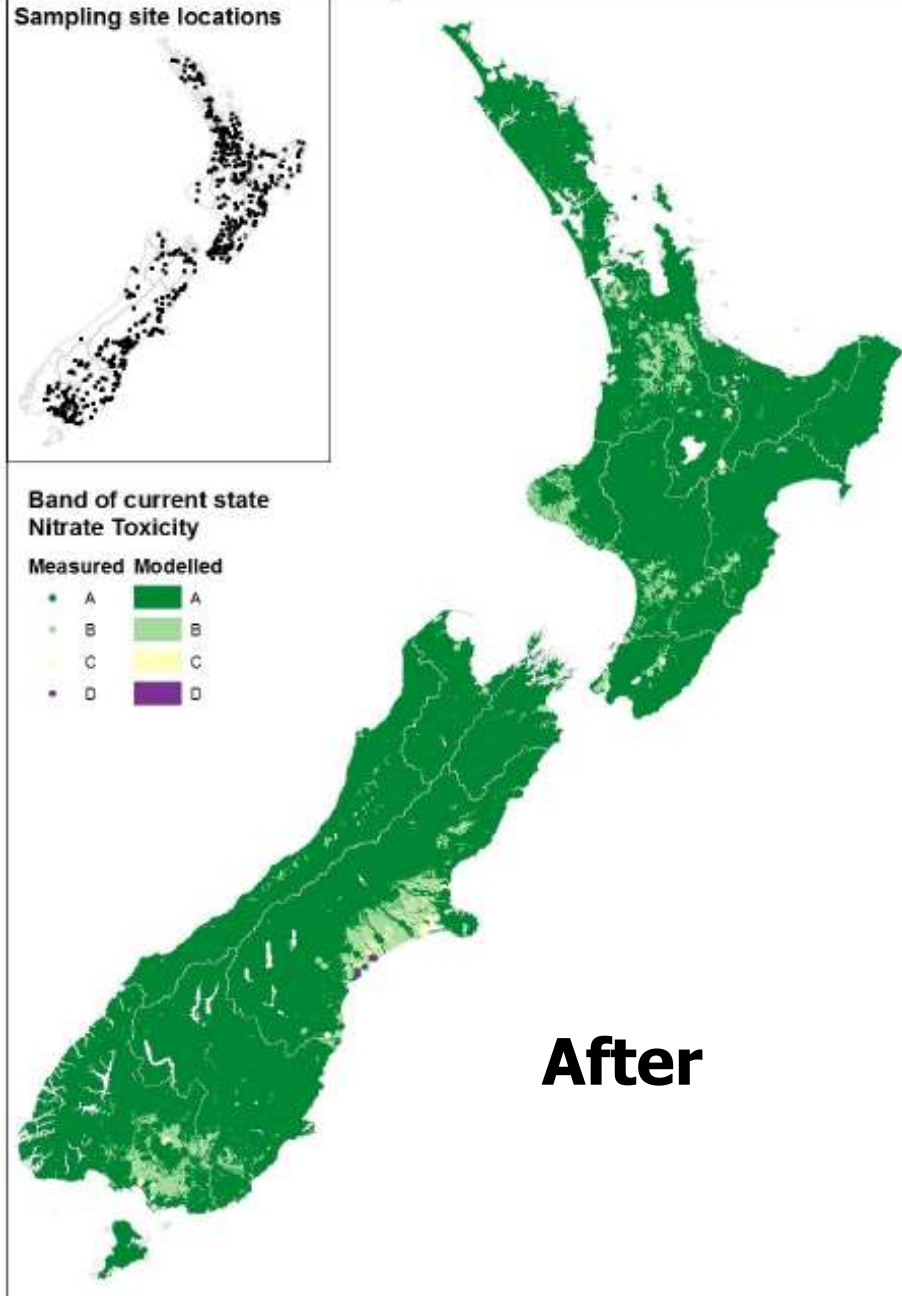 Sampling site locations
Band of current state
Nitrate Toxicity
Measured Modelled
A A
B B
C C
D D
After